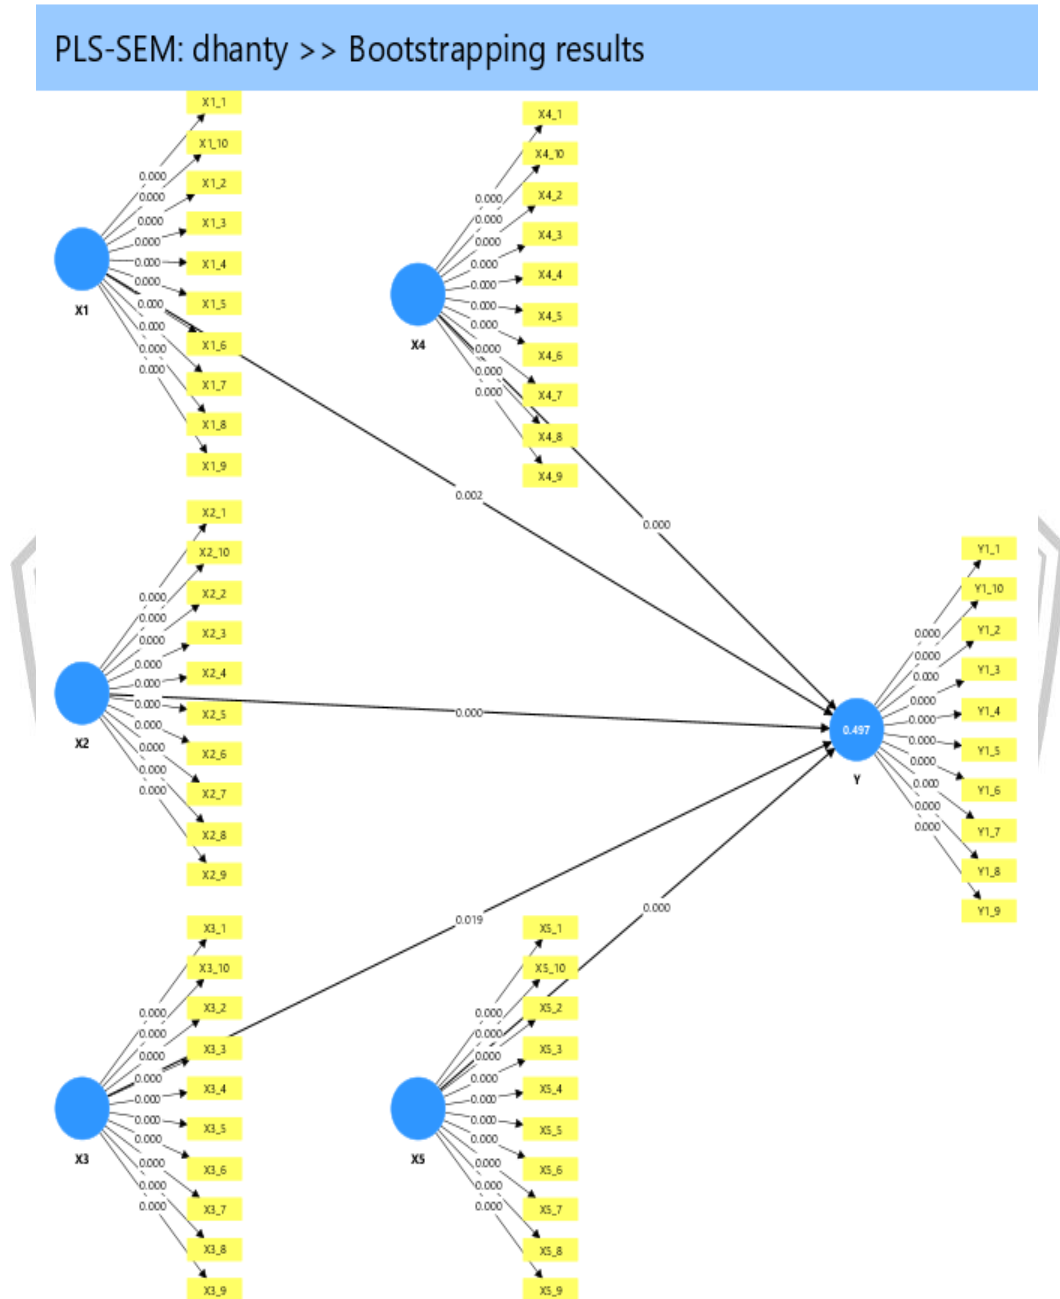 PLS-SEM: dhanty >> Bootstrapping results
X1_1
X1_10
X1_2
X1_3
X1_4
X1_5
X1_6
X1_7
X1_8
X1_9
0.000
0.000
0.000
0.000
0.000
0.000
0.000
0.000
0.000
0.000
X1
X4_1
X4_10
X4_2
X4_3
X4_4
X4_5
X4_6
X4_7
X4_8
X4_9
0.000
0.000
0.000
0.000
0.000
0.000
0.000
0.000
0.000
0.000
X4
0.002
0.000
X2_1
X2_10
X2_2
X2_3
X2_4
X2_5
X2_6
X2_7
X2_8
X2_9
0.000
0.000
0.000
0.000
0.000
0.000
0.000
0.000
0.000
0.000
X2
0.000
Y1_1
Y1_10
Y1_2
Y1_3
Y1_4
Y1_5
Y1_6
Y1_7
Y1_8
Y1_9
0.000
0.000
0.000
0.000
0.000
0.000
0.000
0.000
0.000
0.000
0.497
Y
0.019
0.000
X3_1
X3_10
X3_2
X3_3
X3_4
X3_5
X3_6
X3_7
X3_8
X3_9
0.000
0.000
0.000
0.000
0.000
0.000
0.000
0.000
0.000
0.000
X3
X5_1
X5_10
X5_2
X5_3
X5_4
X5_5
X5_6
X5_7
X5_8
X5_9
0.000
0.000
0.000
0.000
0.000
0.000
0.000
0.000
0.000
0.000
X5